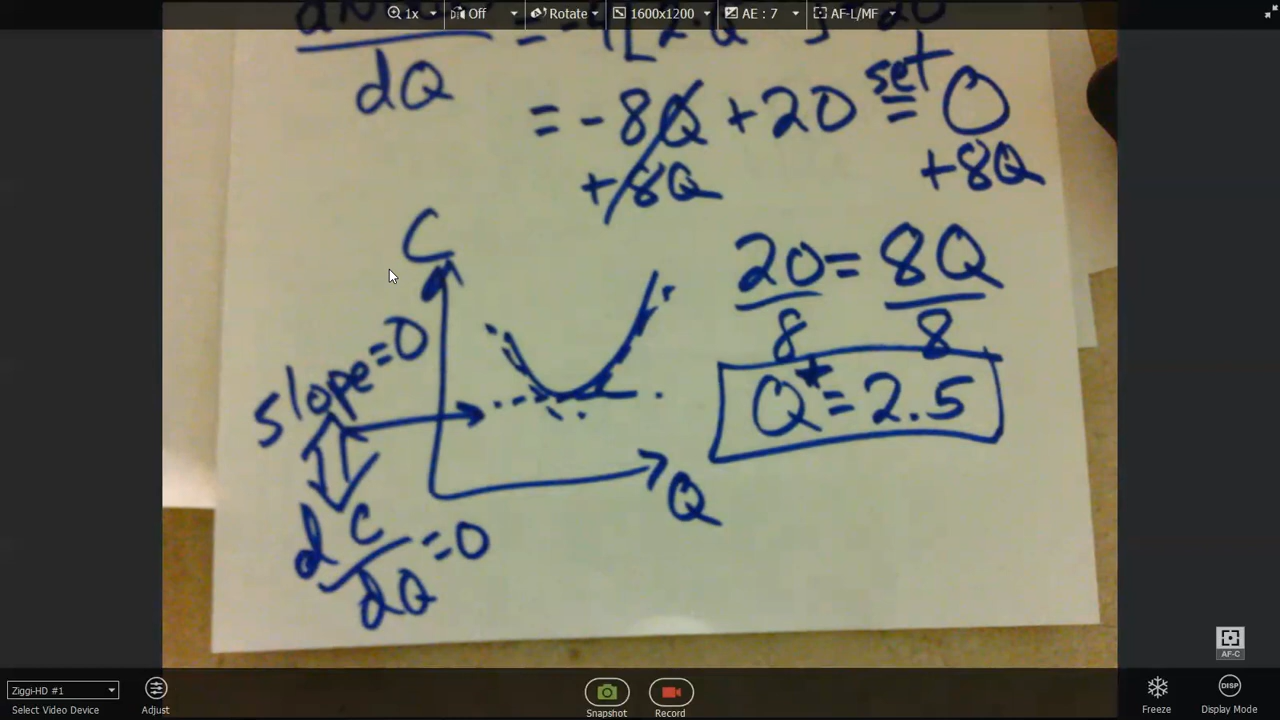 1x Off Rotate 1600x1200 AE : 7 AF-L/MF
dQ
= -8Q + 20 set= 0
+8Q +8Q
C
20 = 8Q
8 8
slope=0
Q* = 2.5
Q
dC/dQ = 0
Ziggi-HD #1
Select Video Device
Adjust
Snapshot
Record
AF-C
Freeze
DISP
Display Mode